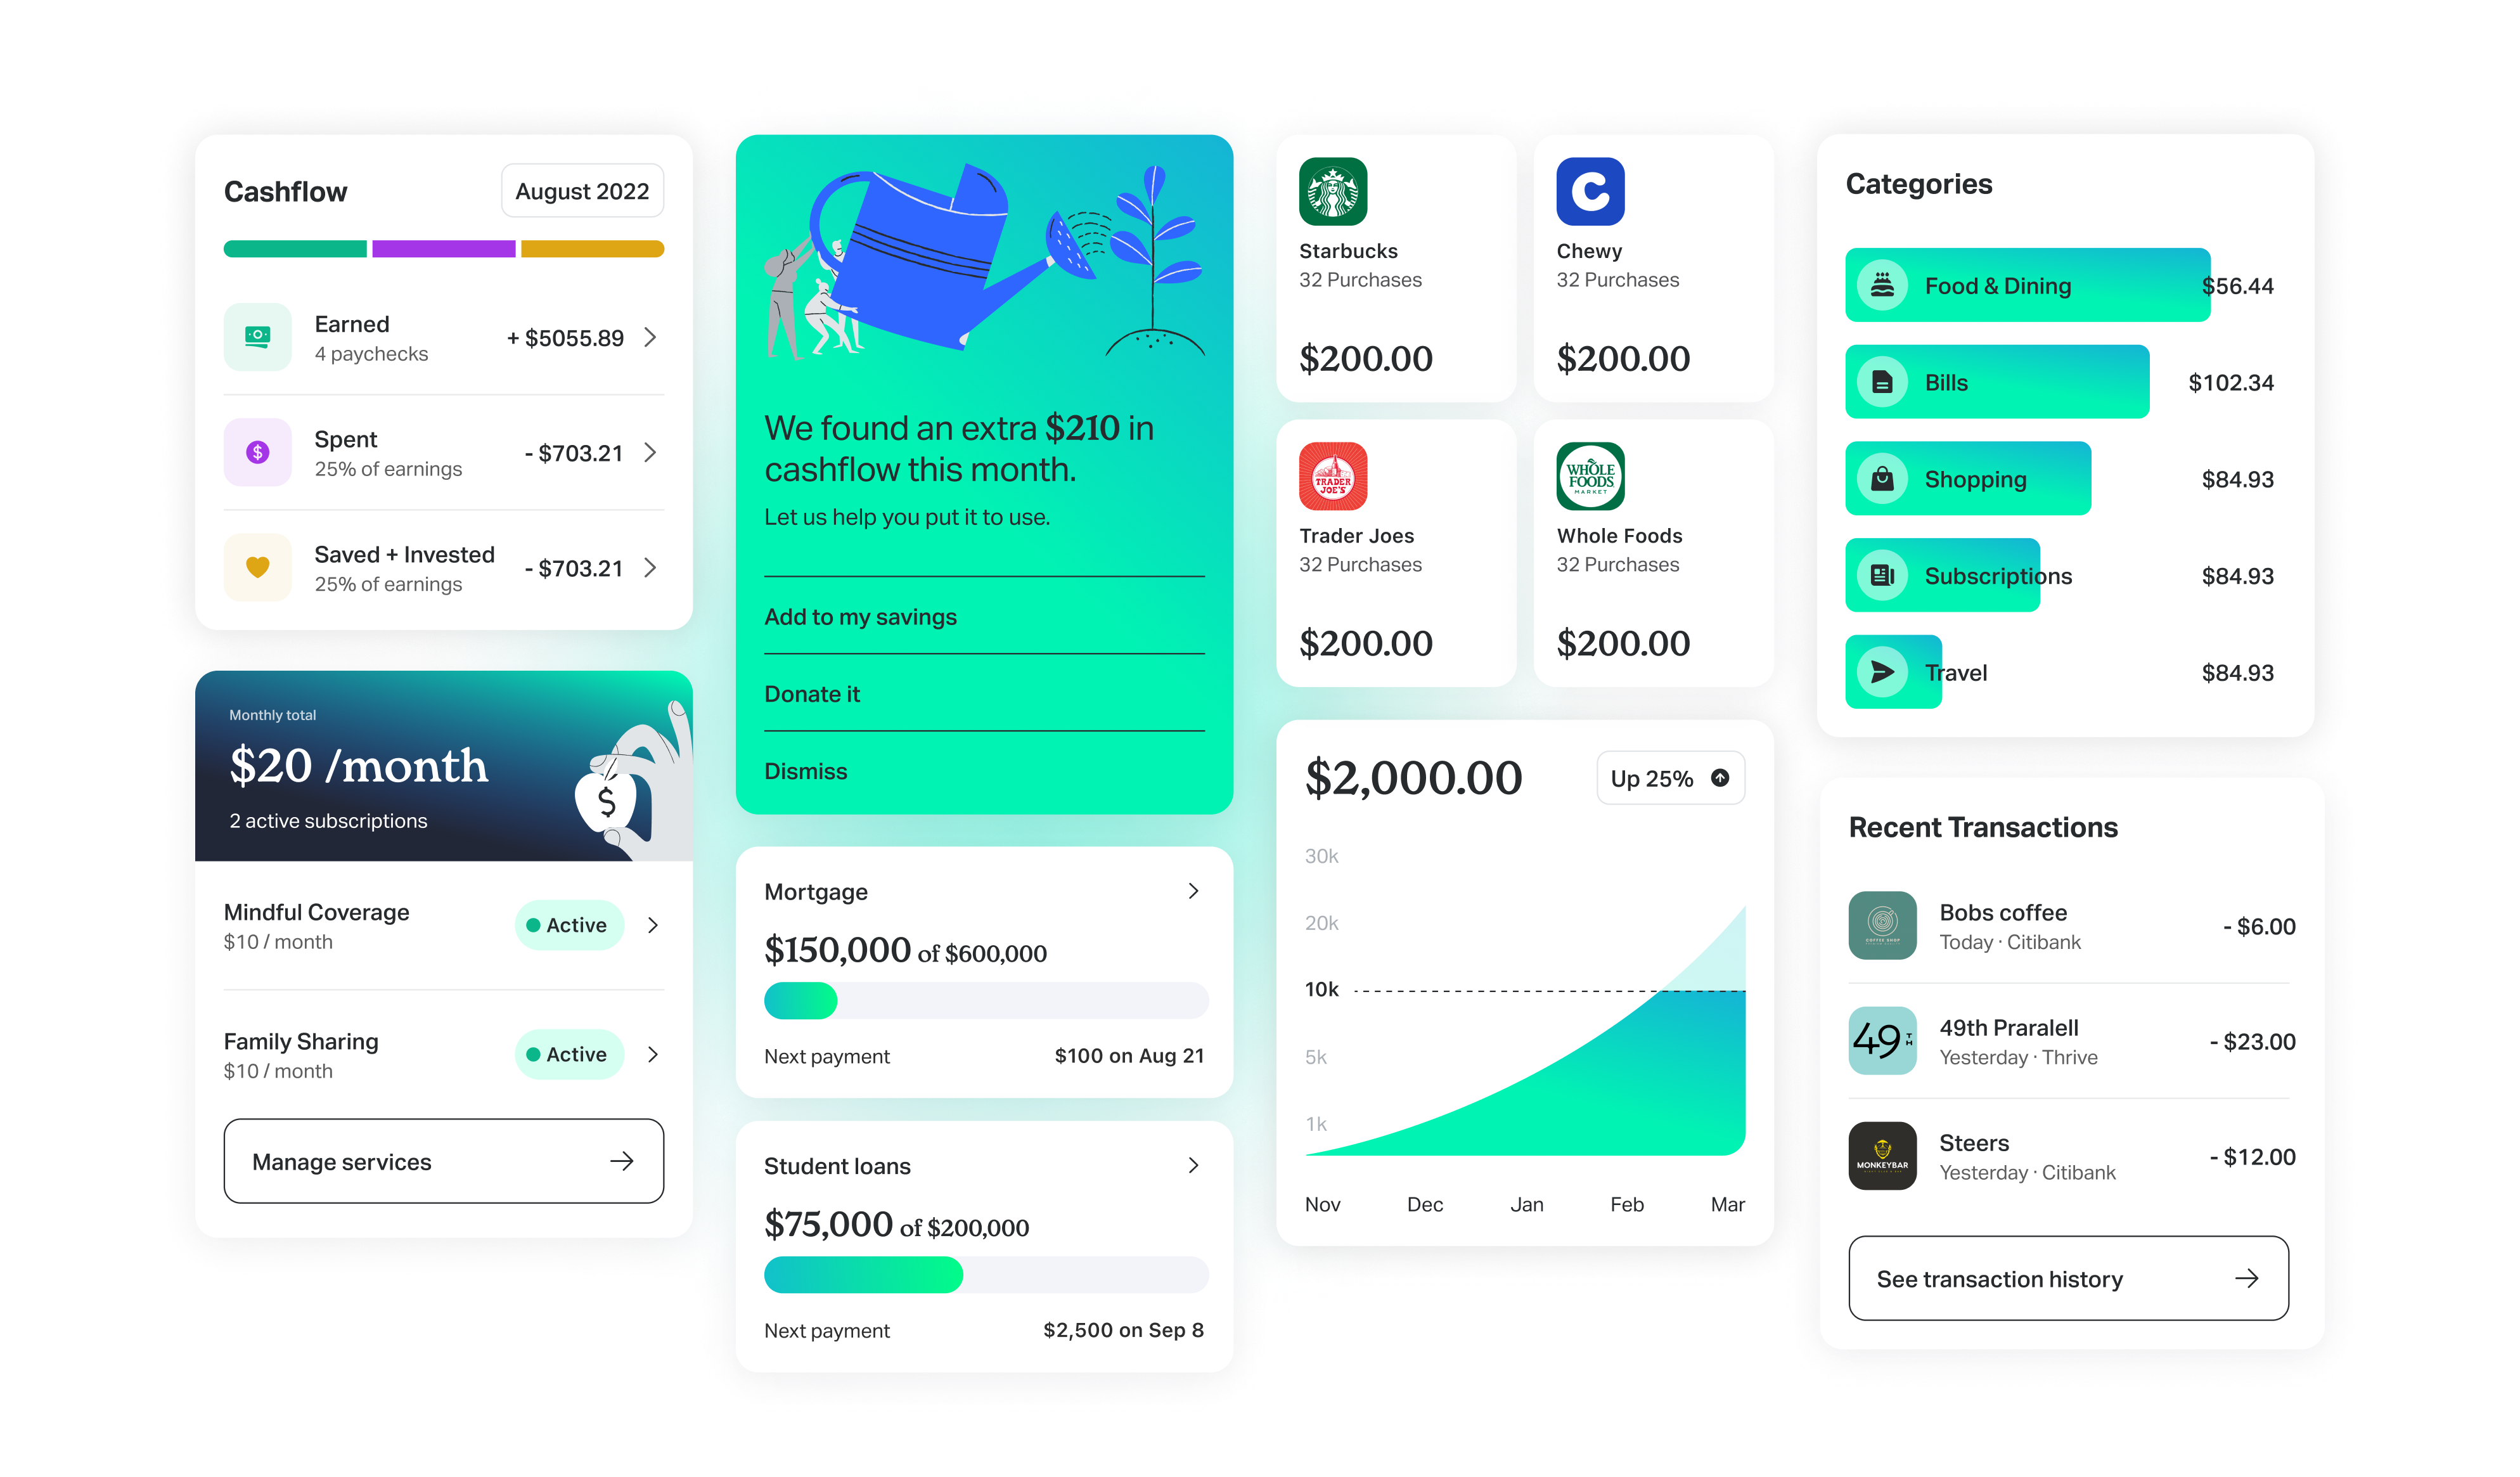 Cashflow
August 2022
Earned
4 paychecks
+ $5055.89
Spent
25% of earnings
- $703.21
Saved + Invested
25% of earnings
- $703.21
Monthly total
$20 /month
2 active subscriptions
$
Mindful Coverage
$10 / month
Active
Family Sharing
$10 / month
Active
Manage services
We found an extra $210 in
cashflow this month.
Let us help you put it to use.
Add to my savings
Donate it
Dismiss
Mortgage
$150,000 of $600,000
Next payment
$100 on Aug 21
Student loans
$75,000 of $200,000
Next payment
$2,500 on Sep 8
Starbucks
32 Purchases
$200.00
C
Chewy
32 Purchases
$200.00
TRADER
JOE'S
Trader Joes
32 Purchases
$200.00
WHOLE
FOODS
MARKET
Whole Foods
32 Purchases
$200.00
$2,000.00
Up 25%
30k
20k
10k
5k
1k
Nov Dec Jan Feb Mar
Categories
Food & Dining
$56.44
Bills
$102.34
Shopping
$84.93
Subscriptions
$84.93
Travel
$84.93
Recent Transactions
COFFEE SHOP
Bobs coffee
Today · Citibank
- $6.00
49TH
49th Praralell
Yesterday · Thrive
- $23.00
MONKEYBAR
Steers
Yesterday · Citibank
- $12.00
See transaction history